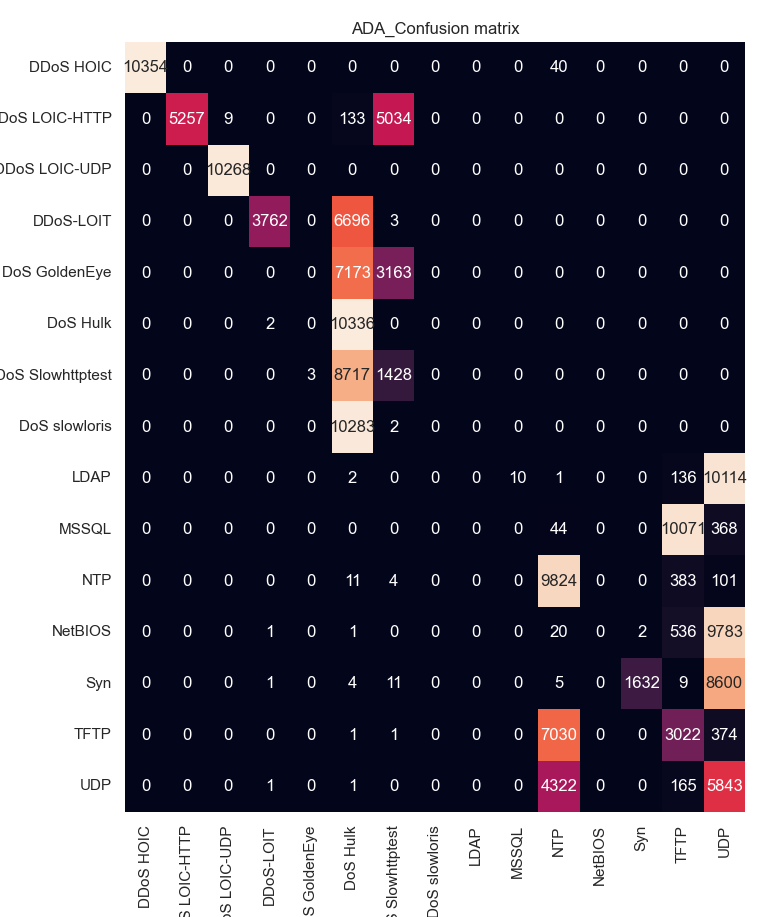 ADA_Confusion matrix
DDoS HOIC 10354 0 0 0 0 0 0 0 0 0 40 0 0 0 0
DoS LOIC-HTTP 0 5257 9 0 0 133 5034 0 0 0 0 0 0 0 0
DDoS LOIC-UDP 0 0 10268 0 0 0 0 0 0 0 0 0 0 0 0
DDoS-LOIT 0 0 0 3762 0 6696 3 0 0 0 0 0 0 0 0
DoS GoldenEye 0 0 0 0 0 7173 3163 0 0 0 0 0 0 0 0
DoS Hulk 0 0 0 2 0 10336 0 0 0 0 0 0 0 0 0
DoS Slowhttptest 0 0 0 0 3 8717 1428 0 0 0 0 0 0 0 0
DoS slowloris 0 0 0 0 0 10283 2 0 0 0 0 0 0 0 0
LDAP 0 0 0 0 0 2 0 0 0 10 1 0 0 136 10114
MSSQL 0 0 0 0 0 0 0 0 0 0 44 0 0 10071 368
NTP 0 0 0 0 0 11 4 0 0 0 9824 0 0 383 101
NetBIOS 0 0 0 1 0 1 0 0 0 0 20 0 2 536 9783
Syn 0 0 0 1 0 4 11 0 0 0 5 0 1632 9 8600
TFTP 0 0 0 0 0 1 1 0 0 0 7030 0 0 3022 374
UDP 0 0 0 1 0 1 0 0 0 0 4322 0 0 165 5843
DDoS HOIC
S LOIC-HTTP
oS LOIC-UDP
DDoS-LOIT
S GoldenEye
DoS Hulk
S Slowhttptest
DoS slowloris
LDAP
MSSQL
NTP
NetBIOS
Syn
TFTP
UDP